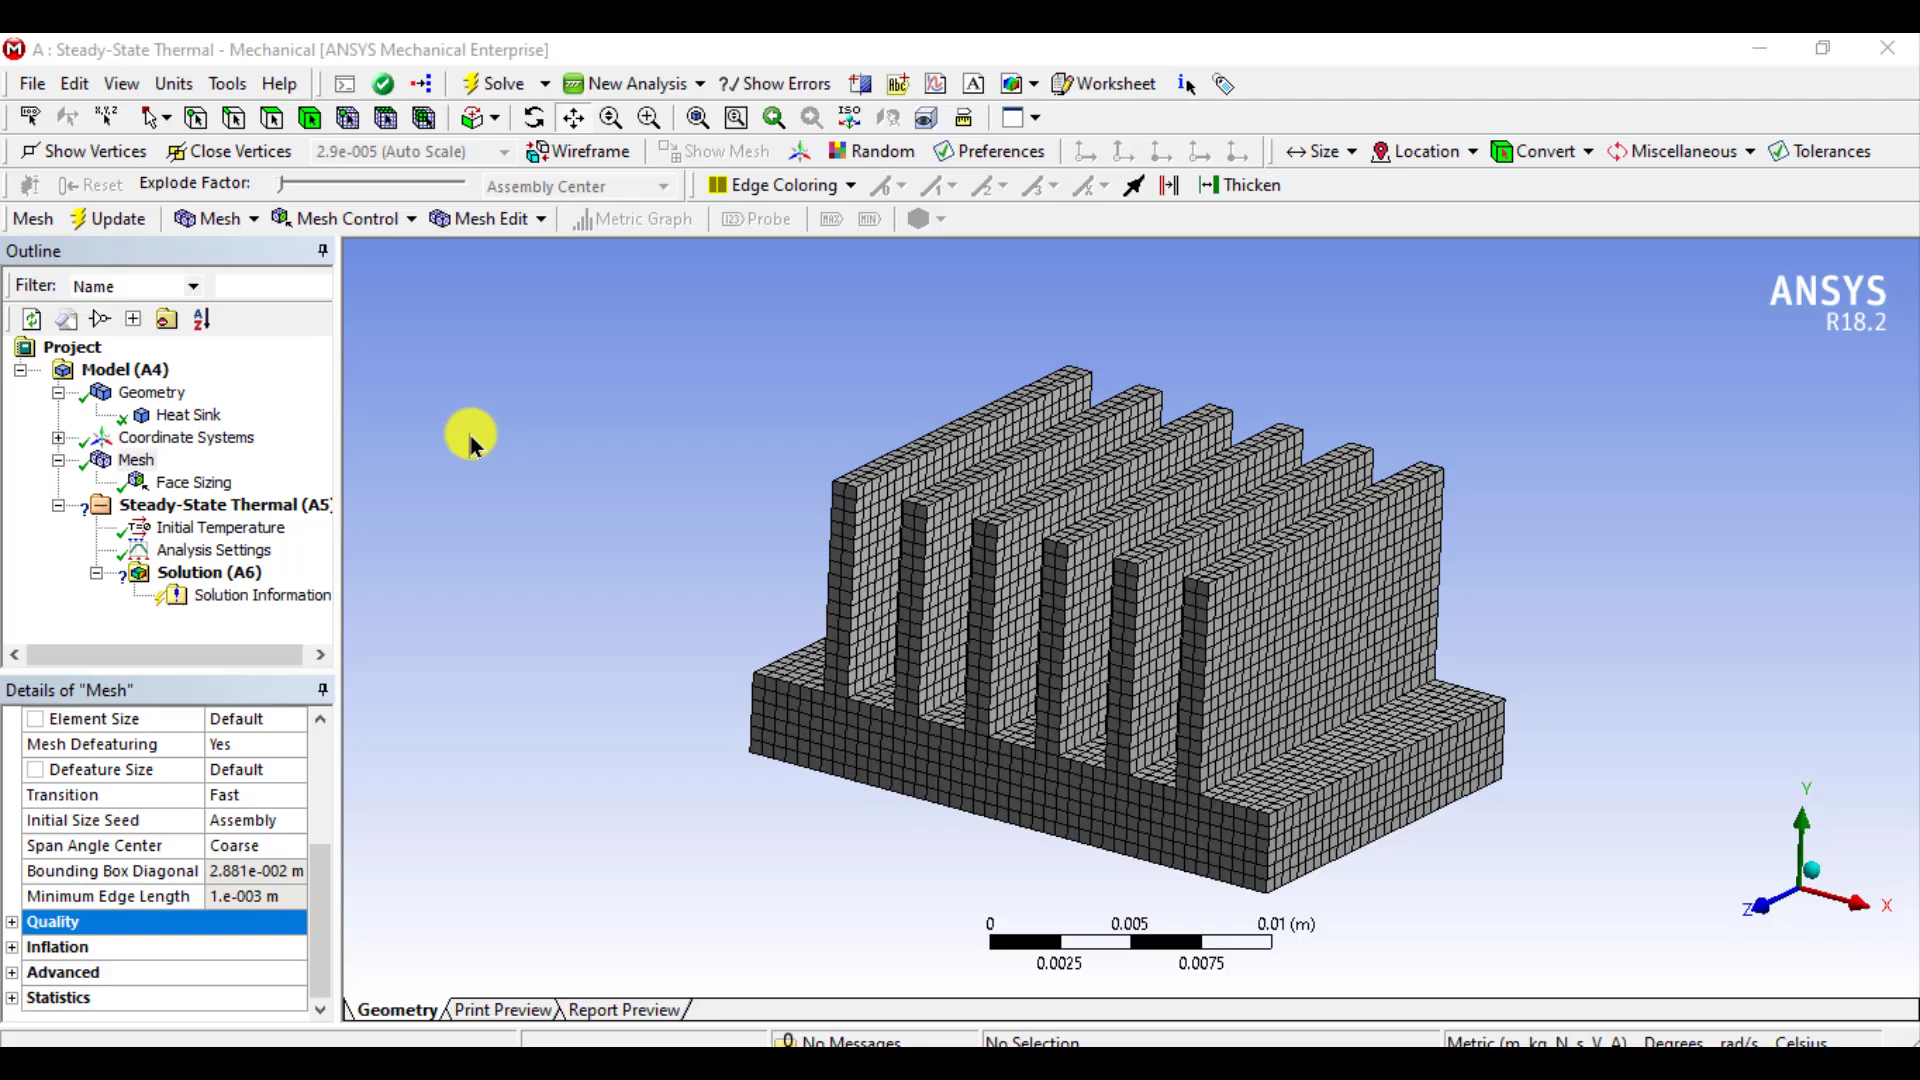 A : Steady-State Thermal - Mechanical [ANSYS Mechanical Enterprise]
File Edit View Units Tools Help Solve New Analysis ?/ Show Errors Worksheet
Show Vertices Close Vertices 2.9e-005 (Auto Scale) Wireframe Show Mesh Random Preferences Size Location Convert Miscellaneous Tolerances
Reset Explode Factor: Assembly Center Edge Coloring Thicken
Mesh Update Mesh Mesh Control Mesh Edit Metric Graph Probe MAX MIN
Outline
Filter: Name
Project
Model (A4)
Geometry
Heat Sink
Coordinate Systems
Mesh
Face Sizing
Steady-State Thermal (A5)
Initial Temperature
Analysis Settings
Solution (A6)
Solution Information
Details of "Mesh"
Element Size Default
Mesh Defeaturing Yes
Defeature Size Default
Transition Fast
Initial Size Seed Assembly
Span Angle Center Coarse
Bounding Box Diagonal 2.881e-002 m
Minimum Edge Length 1.e-003 m
Quality
Inflation
Advanced
Statistics
ANSYS
R18.2
Y
Z
X
0 0.005 0.01 (m)
0.0025 0.0075
Geometry Print Preview Report Preview
No Messages No Selection Metric (m, kg, N, s, V, A) Degrees rad/s Celsius